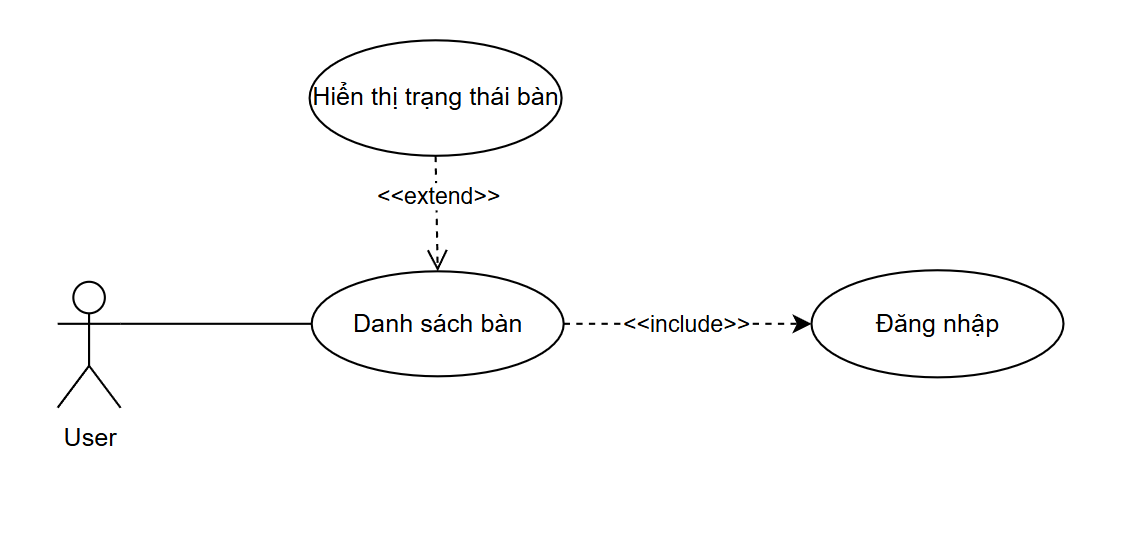 Hiển thị trạng thái bàn
<<extend>>
Danh sách bàn
<<include>>
Đăng nhập
User